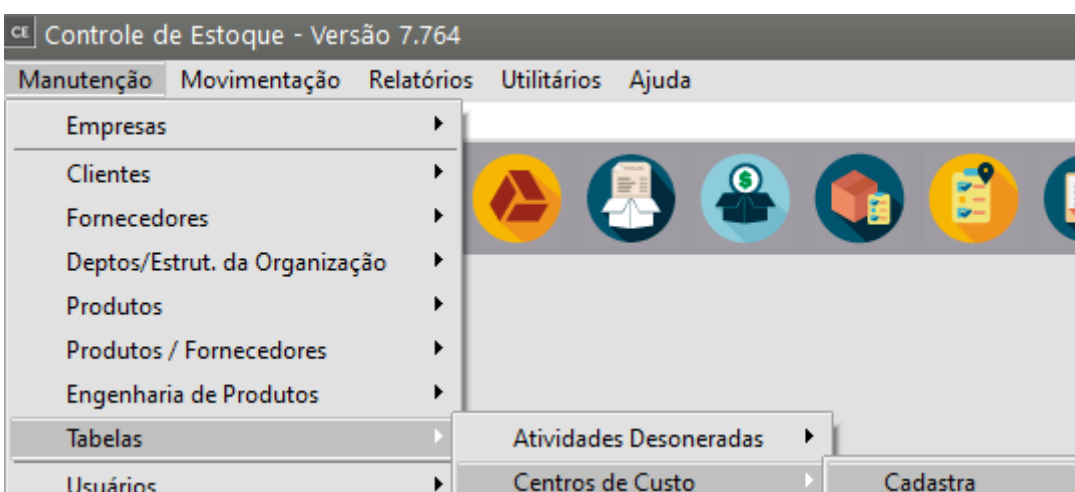 CE Controle de Estoque - Versão 7.764
Manutenção Movimentação Relatórios Utilitários Ajuda
Empresas
Clientes
Fornecedores
Deptos/Estrut. da Organização
Produtos
Produtos / Fornecedores
Engenharia de Produtos
Tabelas
Atividades Desoneradas
Usuários
Centros de Custo
Cadastra